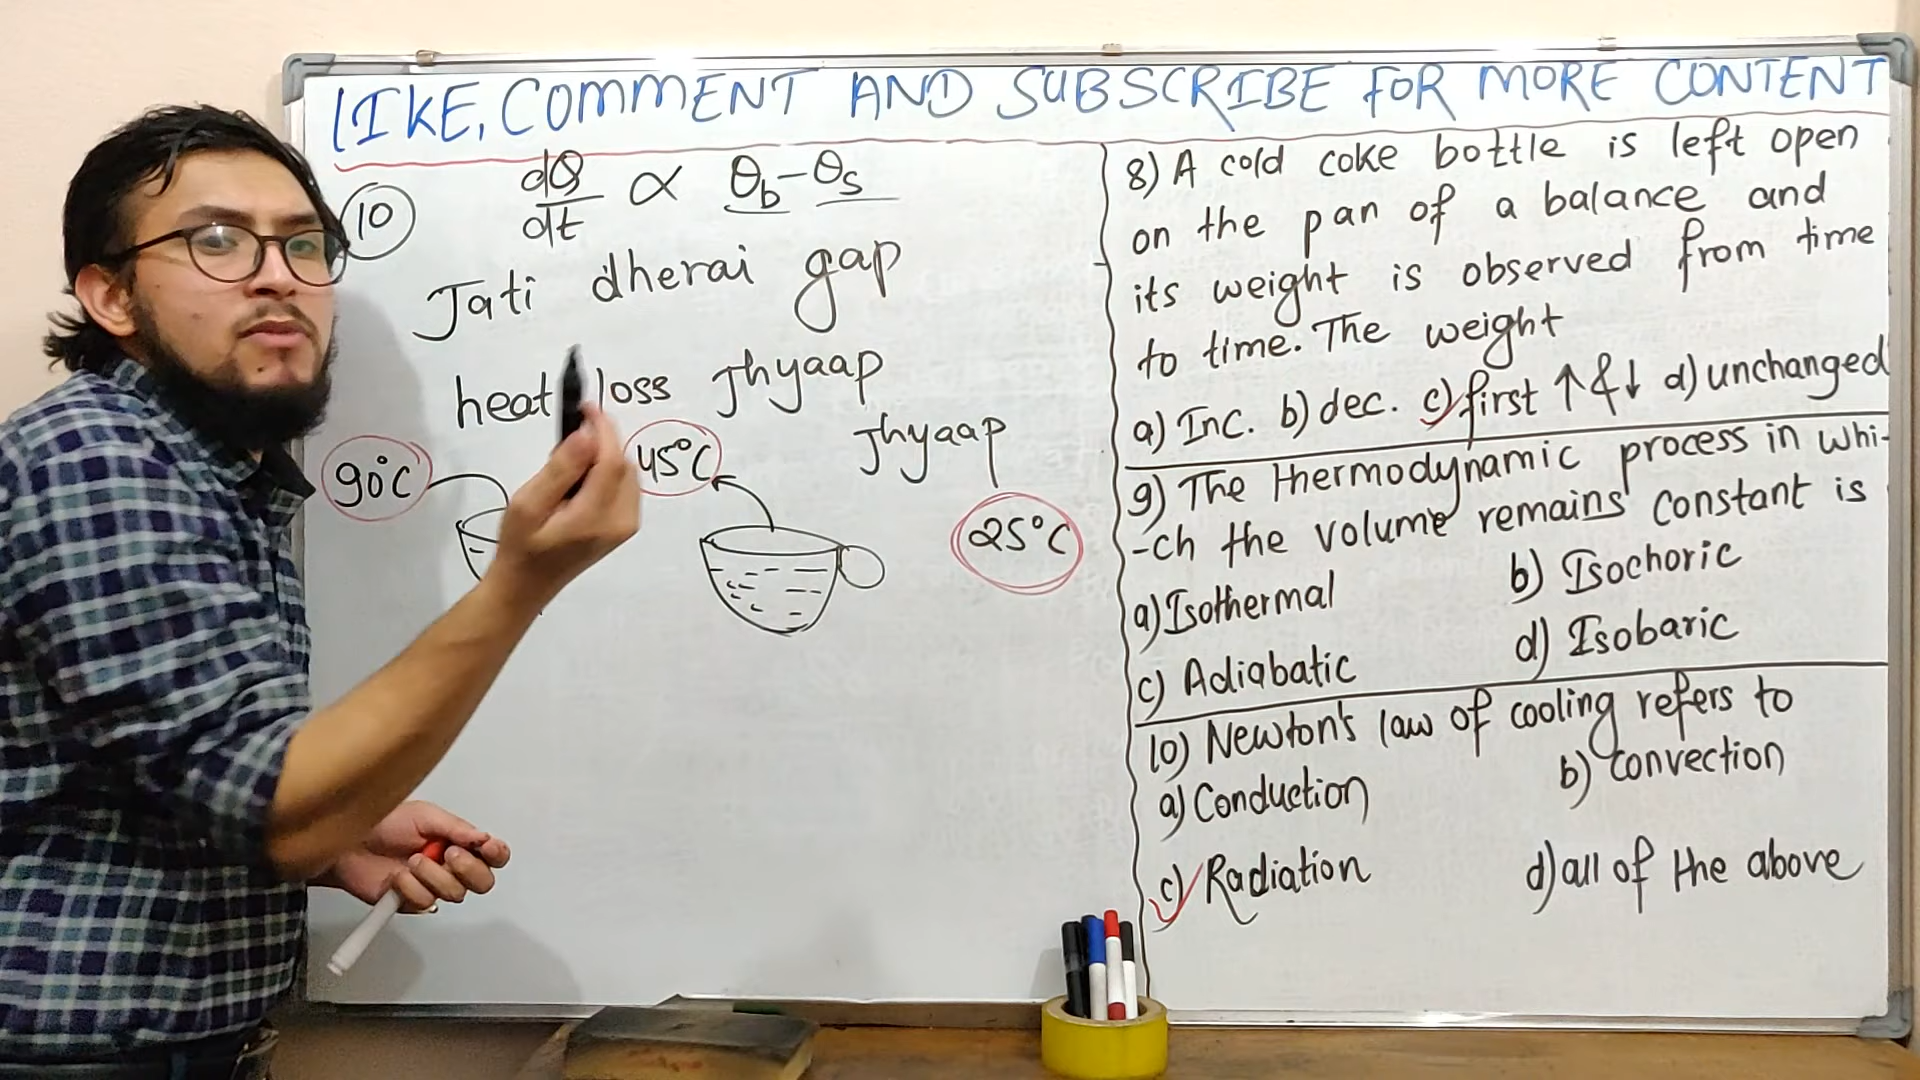 LIKE, COMMENT AND SUBSCRIBE FOR MORE CONTENT
10
dQ/dt ∝ θb-θs
Jati dherai gap
heat loss Jhyaap
Jhyaap
90°C
45°C
25°C
8) A cold coke bottle is left open
on the pan of a balance and
its weight is observed from time
to time. The weight
a) Inc. b) dec. c) first ↑ & ↓ d) unchanged
9) The thermodynamic process in whi-
-ch the volume remains constant is
a) Isothermal b) Isochoric
c) Adiabatic d) Isobaric
10) Newton's law of cooling refers to
a) Conduction b) Convection
c) Radiation d) all of the above